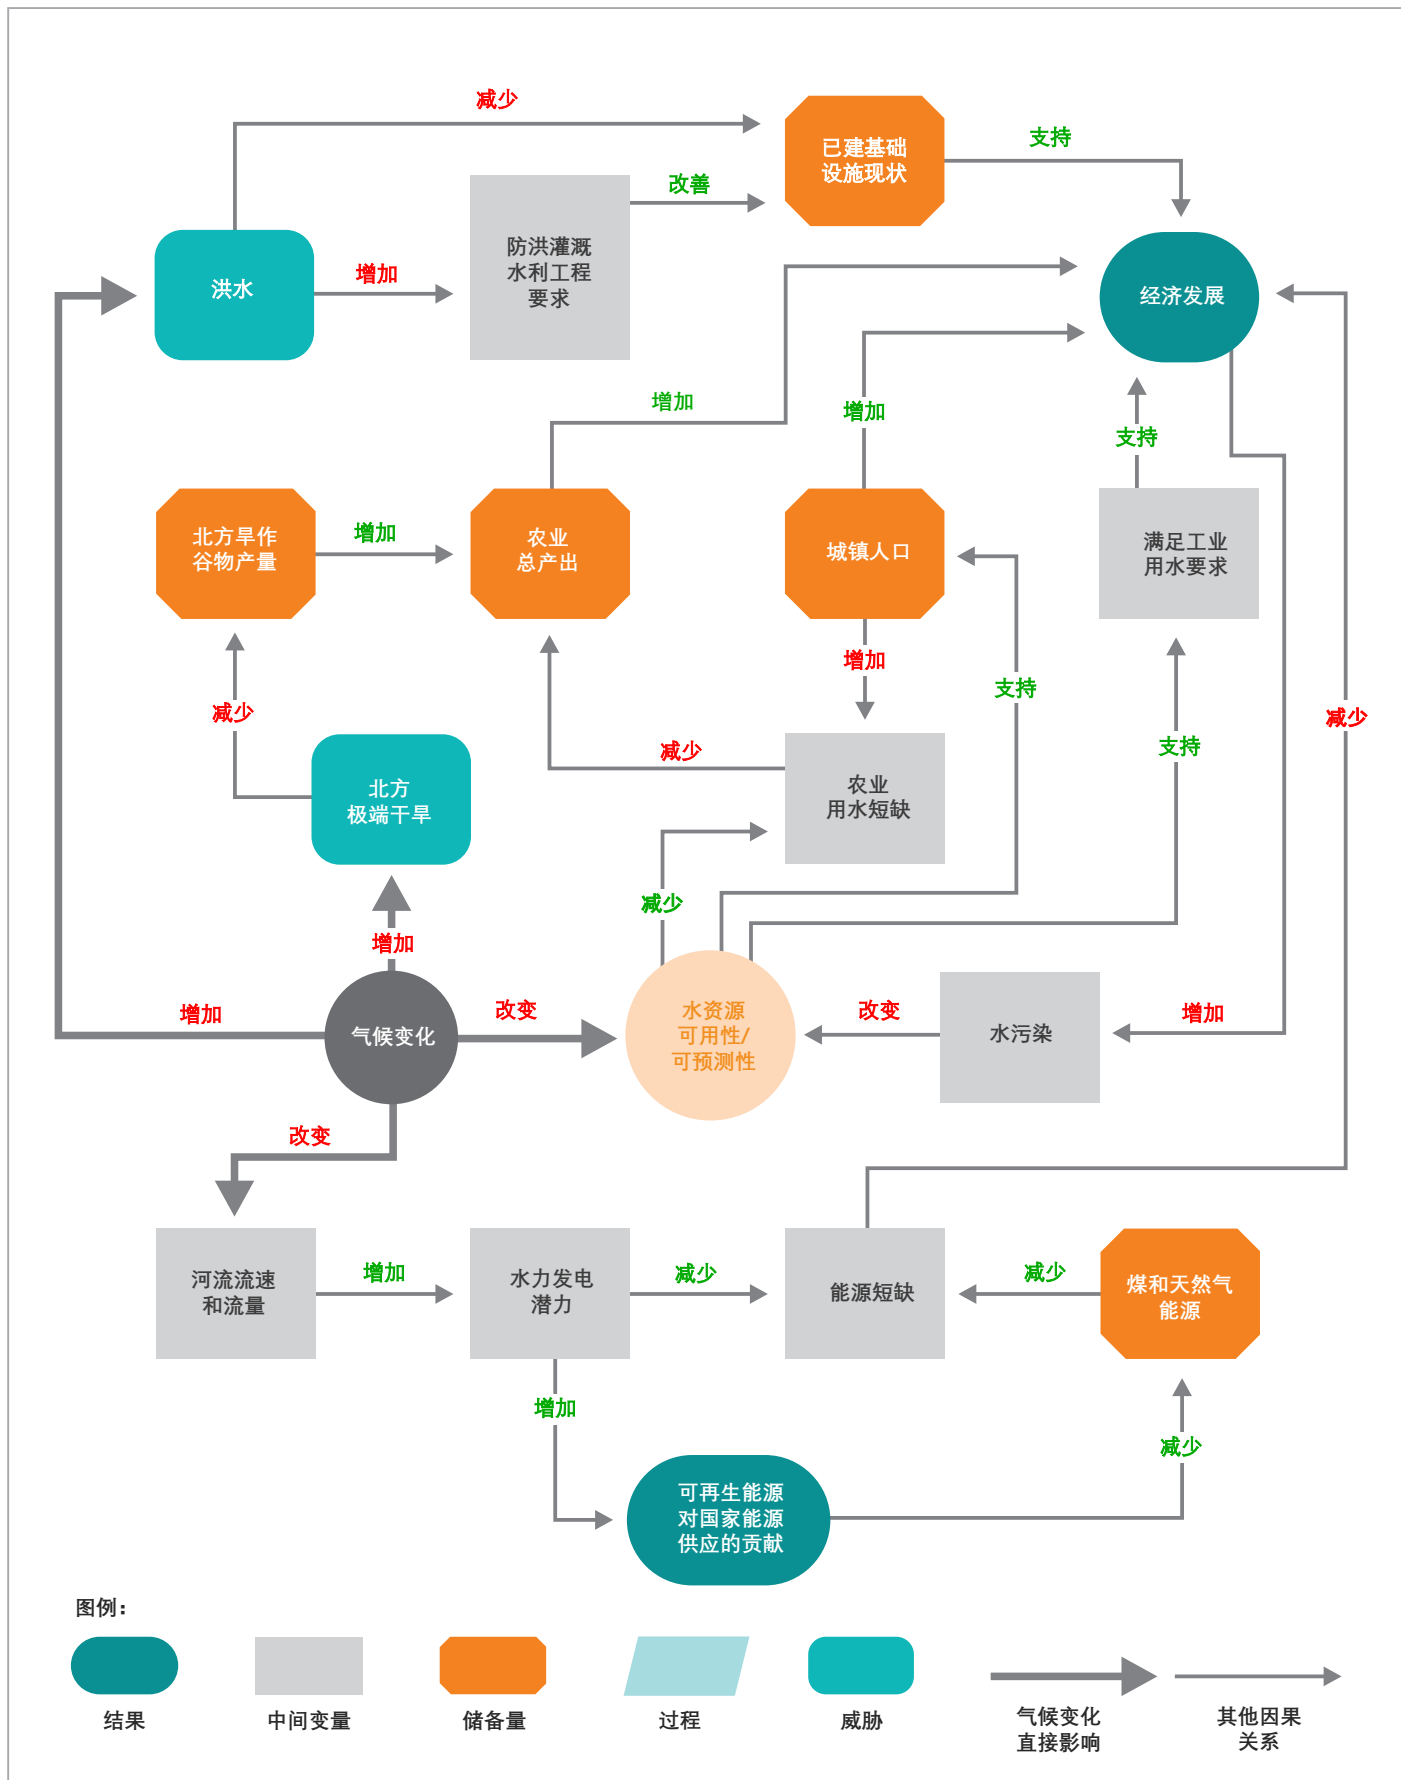 减少
已建基础
设施现状
支持
改善
防洪灌溉
水利工程
要求
洪水
增加
经济发展
增加
增加
支持
北方旱作
谷物产量
增加
农业
总产出
城镇人口
满足工业
用水要求
增加
支持
减少
减少
减少
支持
北方
极端干旱
农业
用水短缺
减少
增加
增加
气候变化
改变
水资源
可用性/
可预测性
改变
水污染
增加
改变
河流流速
和流量
增加
水力发电
潜力
减少
能源短缺
减少
煤和天然气
能源
增加
减少
可再生能源
对国家能源
供应的贡献
图例:
结果
中间变量
储备量
过程
威胁
气候变化
直接影响
其他因果
关系